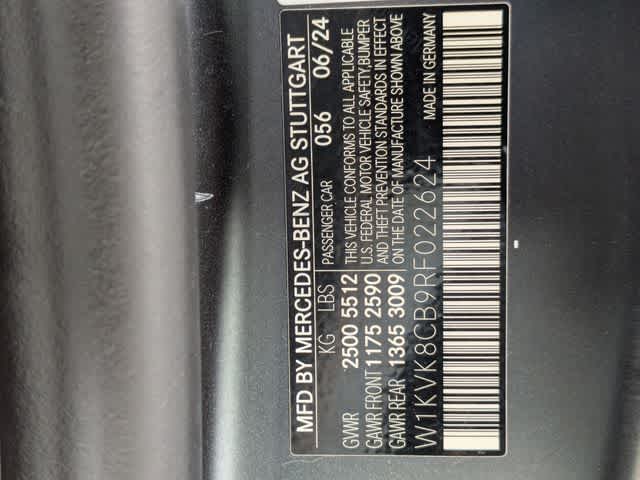 MFD BY MERCEDES-BENZ AG STUTTGART
KG LBS PASSENGER CAR 056 06/24
GVWR 2500 5512 THIS VEHICLE CONFORMS TO ALL APPLICABLE
U.S. FEDERAL MOTOR VEHICLE SAFETY,BUMPER
GAWR FRONT 1175 2590 AND THEFT PREVENTION STANDARDS IN EFFECT
GAWR REAR 1365 3009 ON THE DATE OF MANUFACTURE SHOWN ABOVE
W1KVK8CB9RF022624 MADE IN GERMANY